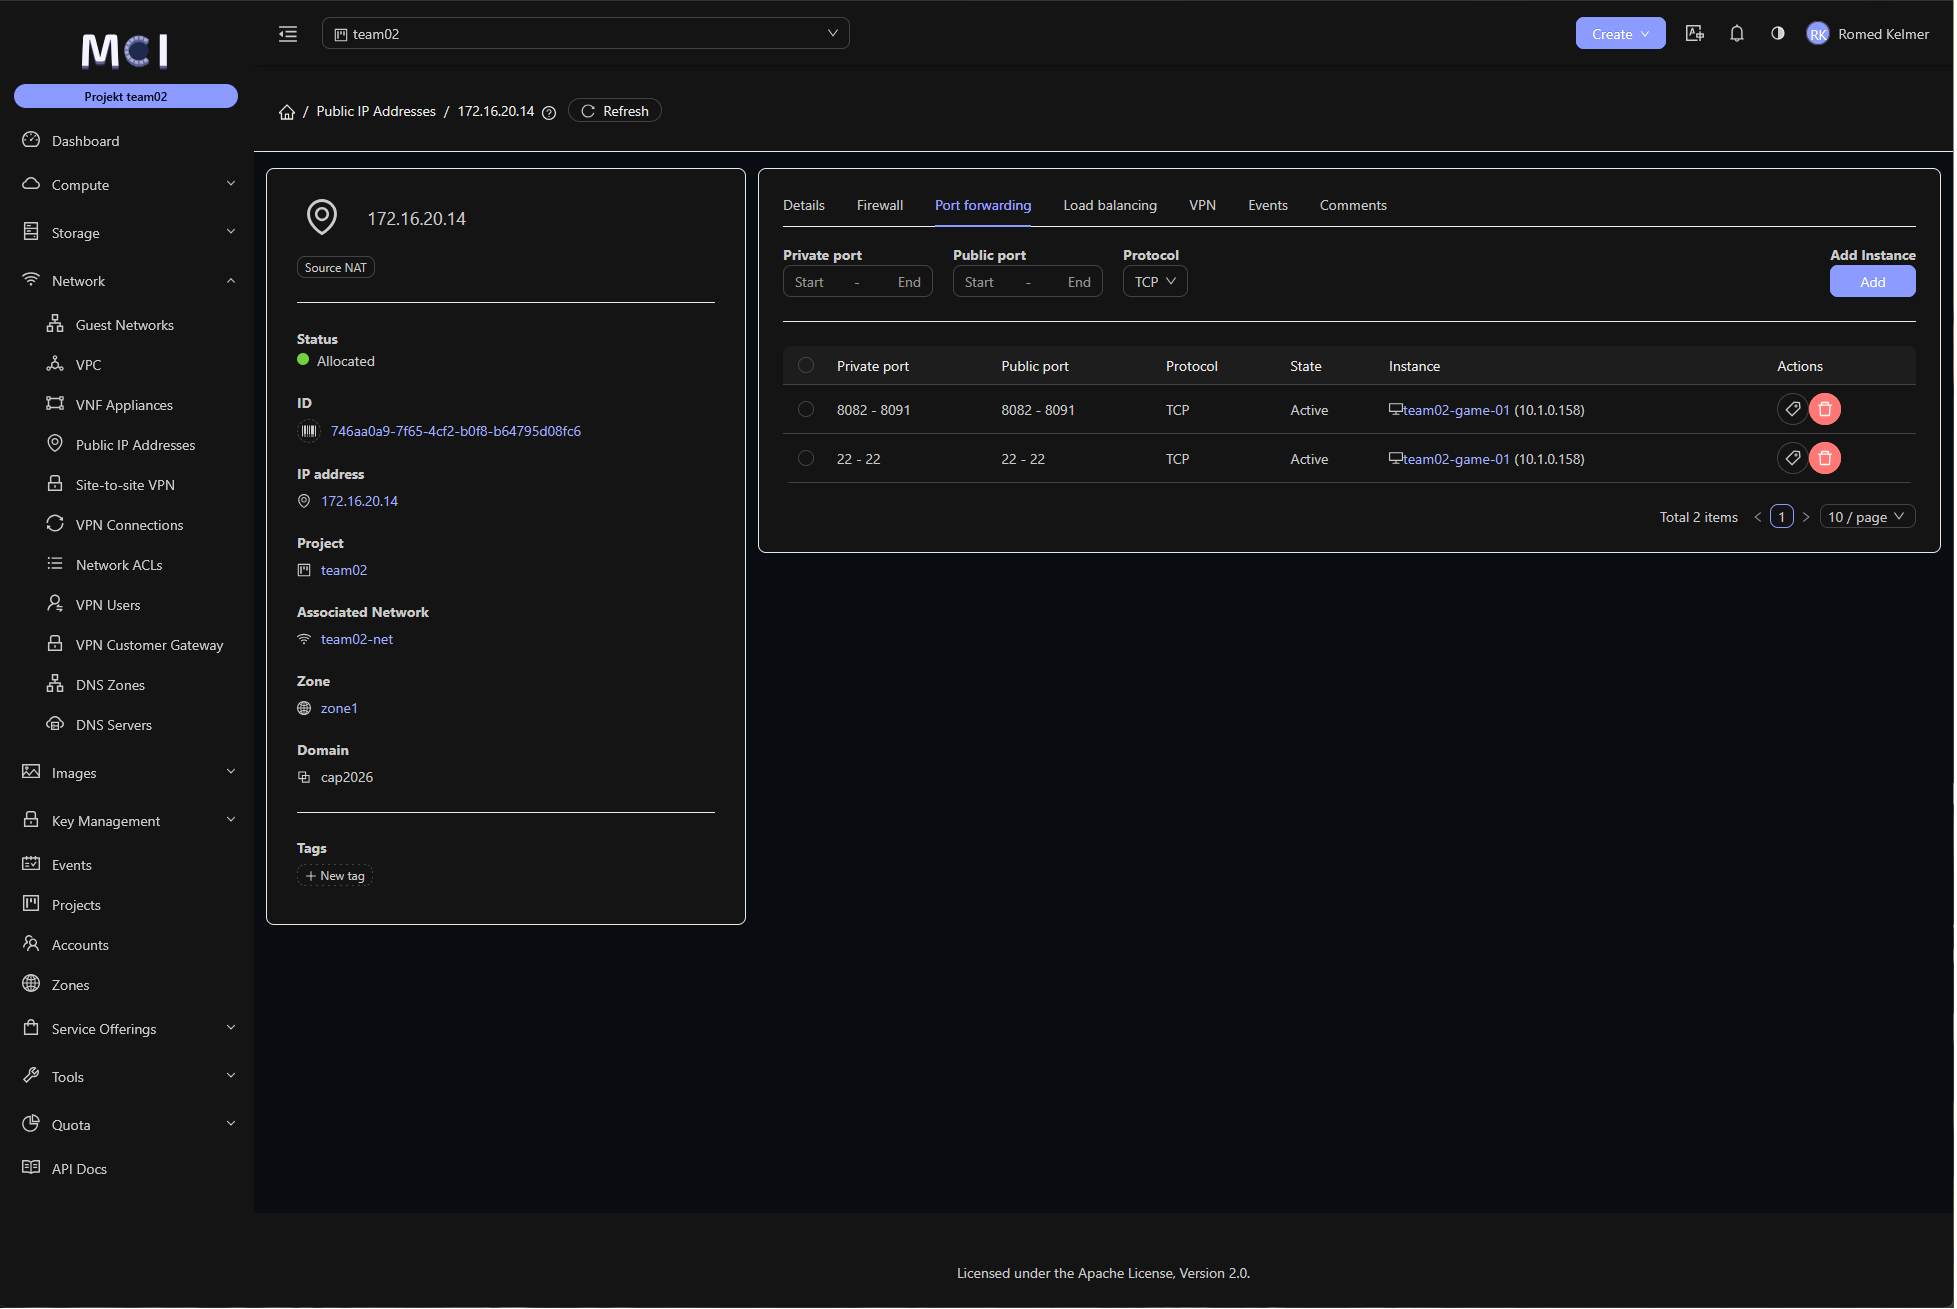 MCI
Projekt team02
Dashboard
Compute
Storage
Network
Guest Networks
VPC
VNF Appliances
Public IP Addresses
Site-to-site VPN
VPN Connections
Network ACLs
VPN Users
VPN Customer Gateway
DNS Zones
DNS Servers
Images
Key Management
Events
Projects
Accounts
Zones
Service Offerings
Tools
Quota
API Docs
team02
Create
RK Romed Kelmer
/ Public IP Addresses / 172.16.20.14 Refresh
172.16.20.14
Source NAT
Status
Allocated
ID
746aa0a9-7f65-4cf2-b0f8-b64795d08fc6
IP address
172.16.20.14
Project
team02
Associated Network
team02-net
Zone
zone1
Domain
cap2026
Tags
+ New tag
Details Firewall Port forwarding Load balancing VPN Events Comments
Private port Public port Protocol Add Instance
Start - End Start - End TCP Add
Private port Public port Protocol State Instance Actions
8082 - 8091 8082 - 8091 TCP Active team02-game-01 (10.1.0.158)
22 - 22 22 - 22 TCP Active team02-game-01 (10.1.0.158)
Total 2 items < 1 > 10 / page
Licensed under the Apache License, Version 2.0.